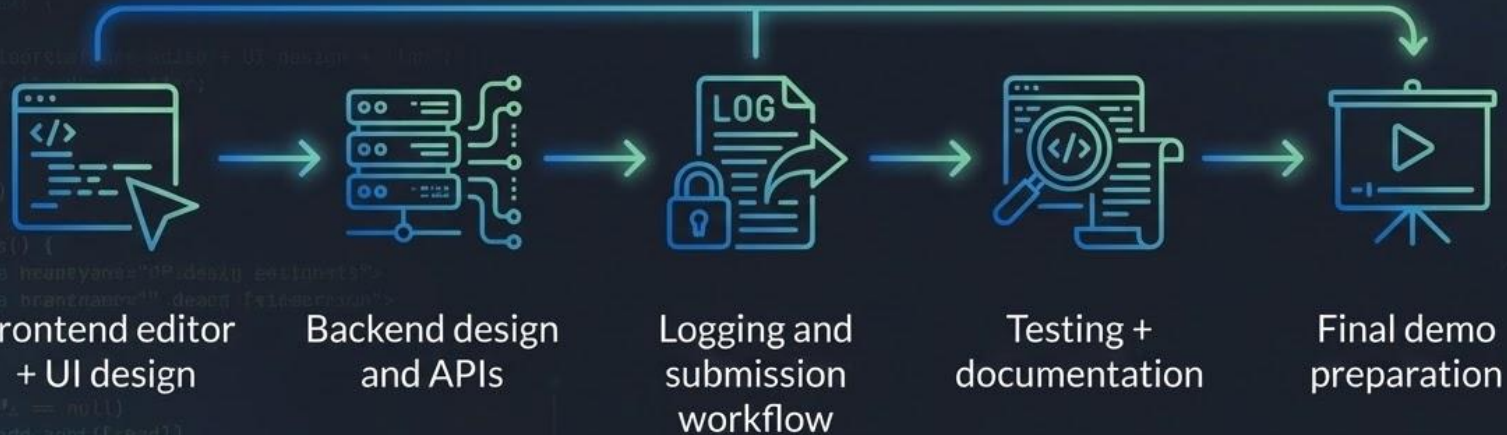 LOG
</>
</>
rontend editor
+ UI design
Backend design
and APIs
Logging and
submission
workflow
Testing +
documentation
Final demo
preparation